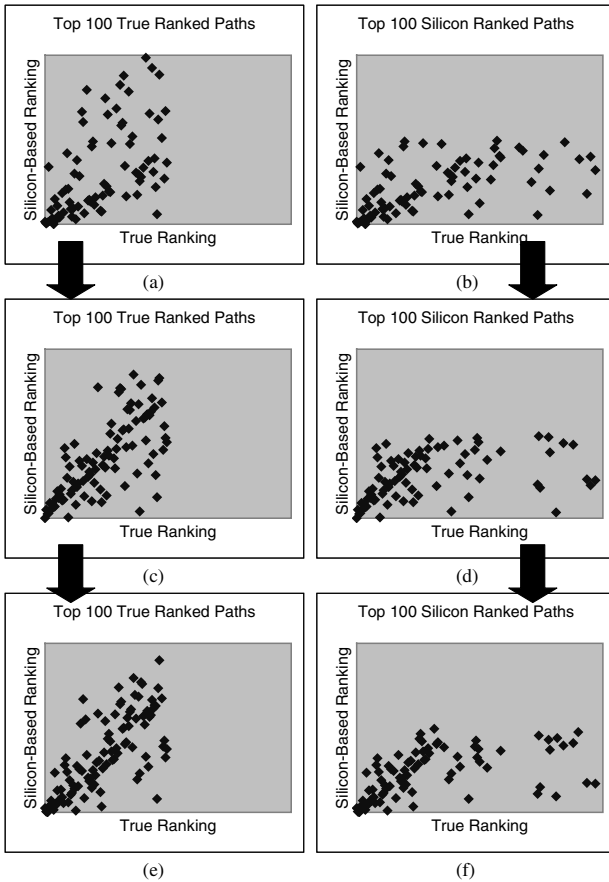 Top 100 True Ranked Paths
Silicon-Based Ranking
True Ranking
(a)
Top 100 Silicon Ranked Paths
Silicon-Based Ranking
True Ranking
(b)
Top 100 True Ranked Paths
Silicon-Based Ranking
True Ranking
(c)
Top 100 Silicon Ranked Paths
Silicon-Based Ranking
True Ranking
(d)
Top 100 True Ranked Paths
Silicon-Based Ranking
True Ranking
(e)
Top 100 Silicon Ranked Paths
Silicon-Based Ranking
True Ranking
(f)